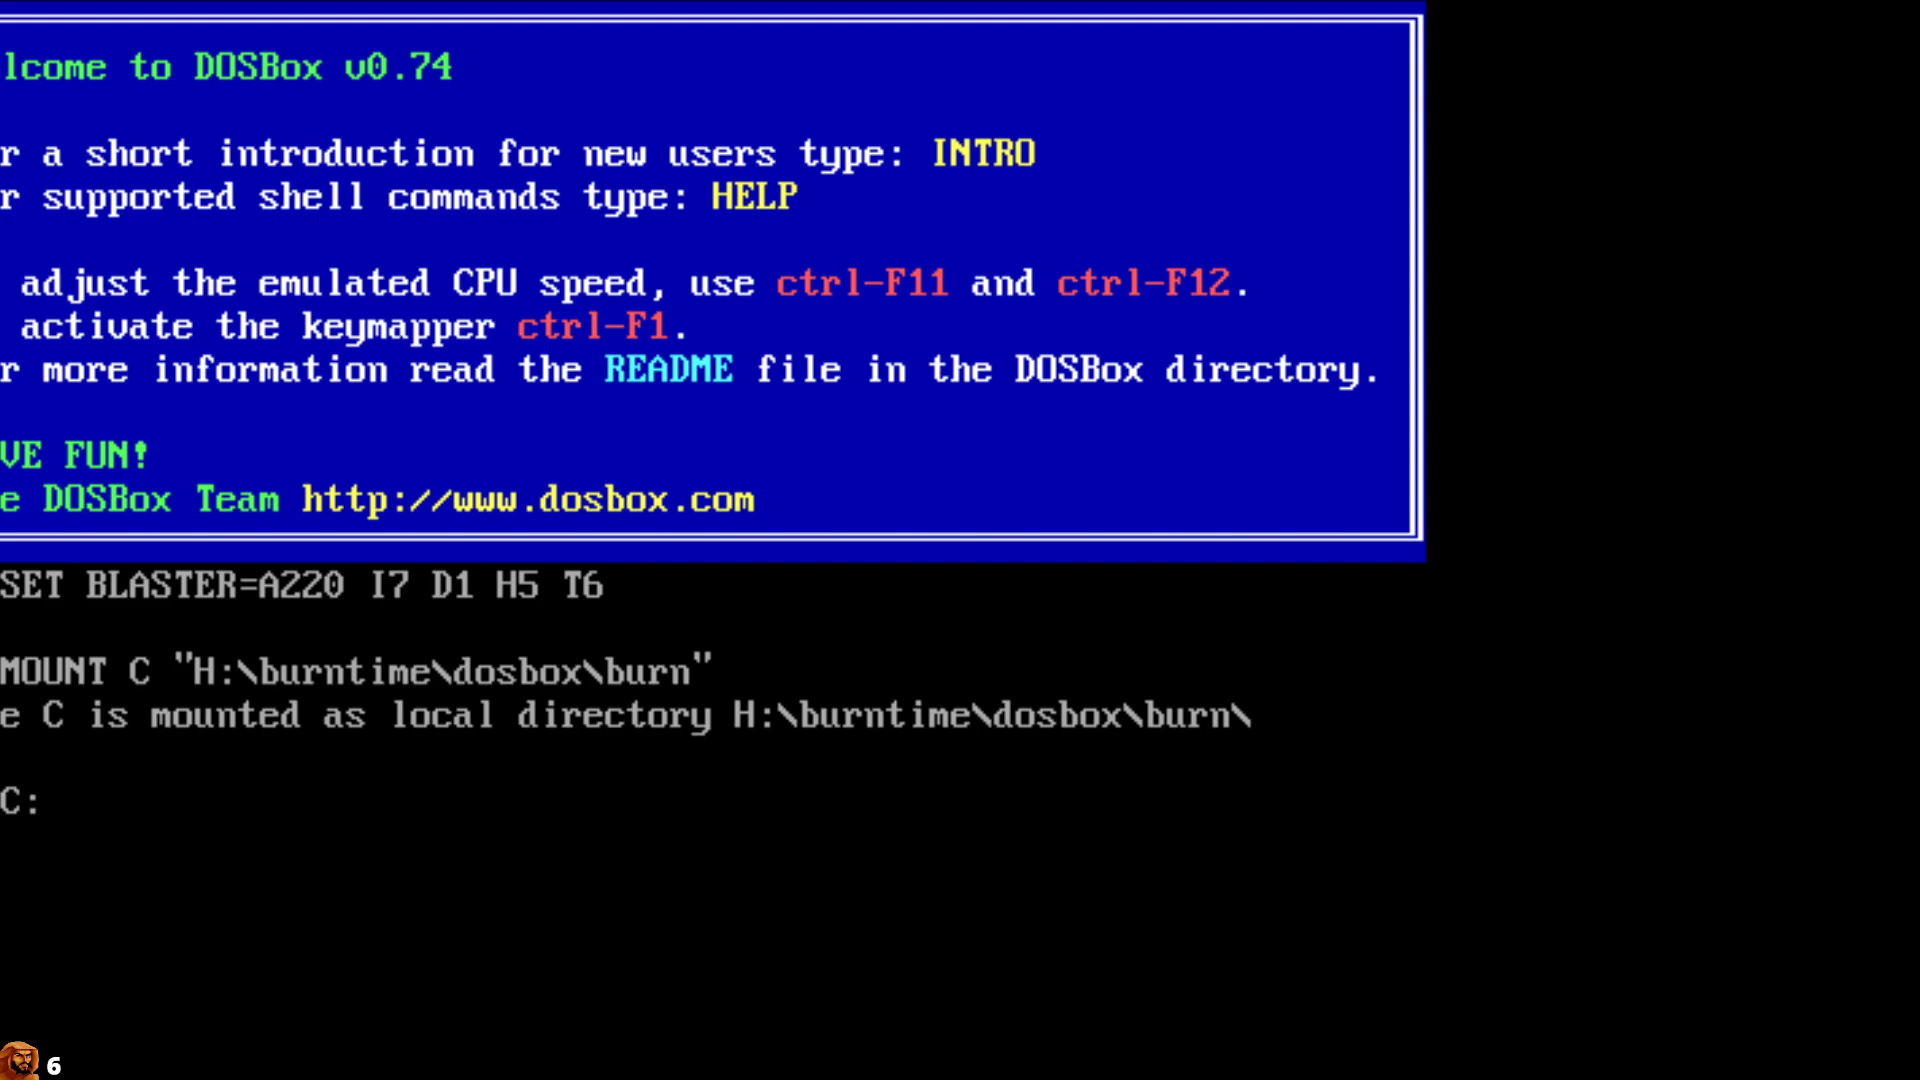 lcome to DOSBox v0.74
r a short introduction for new users type: INTRO
r supported shell commands type: HELP
adjust the emulated CPU speed, use ctrl-F11 and ctrl-F12.
activate the keymapper ctrl-F1.
r more information read the README file in the DOSBox directory.
VE FUN!
e DOSBox Team http://www.dosbox.com
SET BLASTER=A220 I7 D1 H5 T6
MOUNT C "H:\burntime\dosbox\burn"
e C is mounted as local directory H:\burntime\dosbox\burn\
C:
6